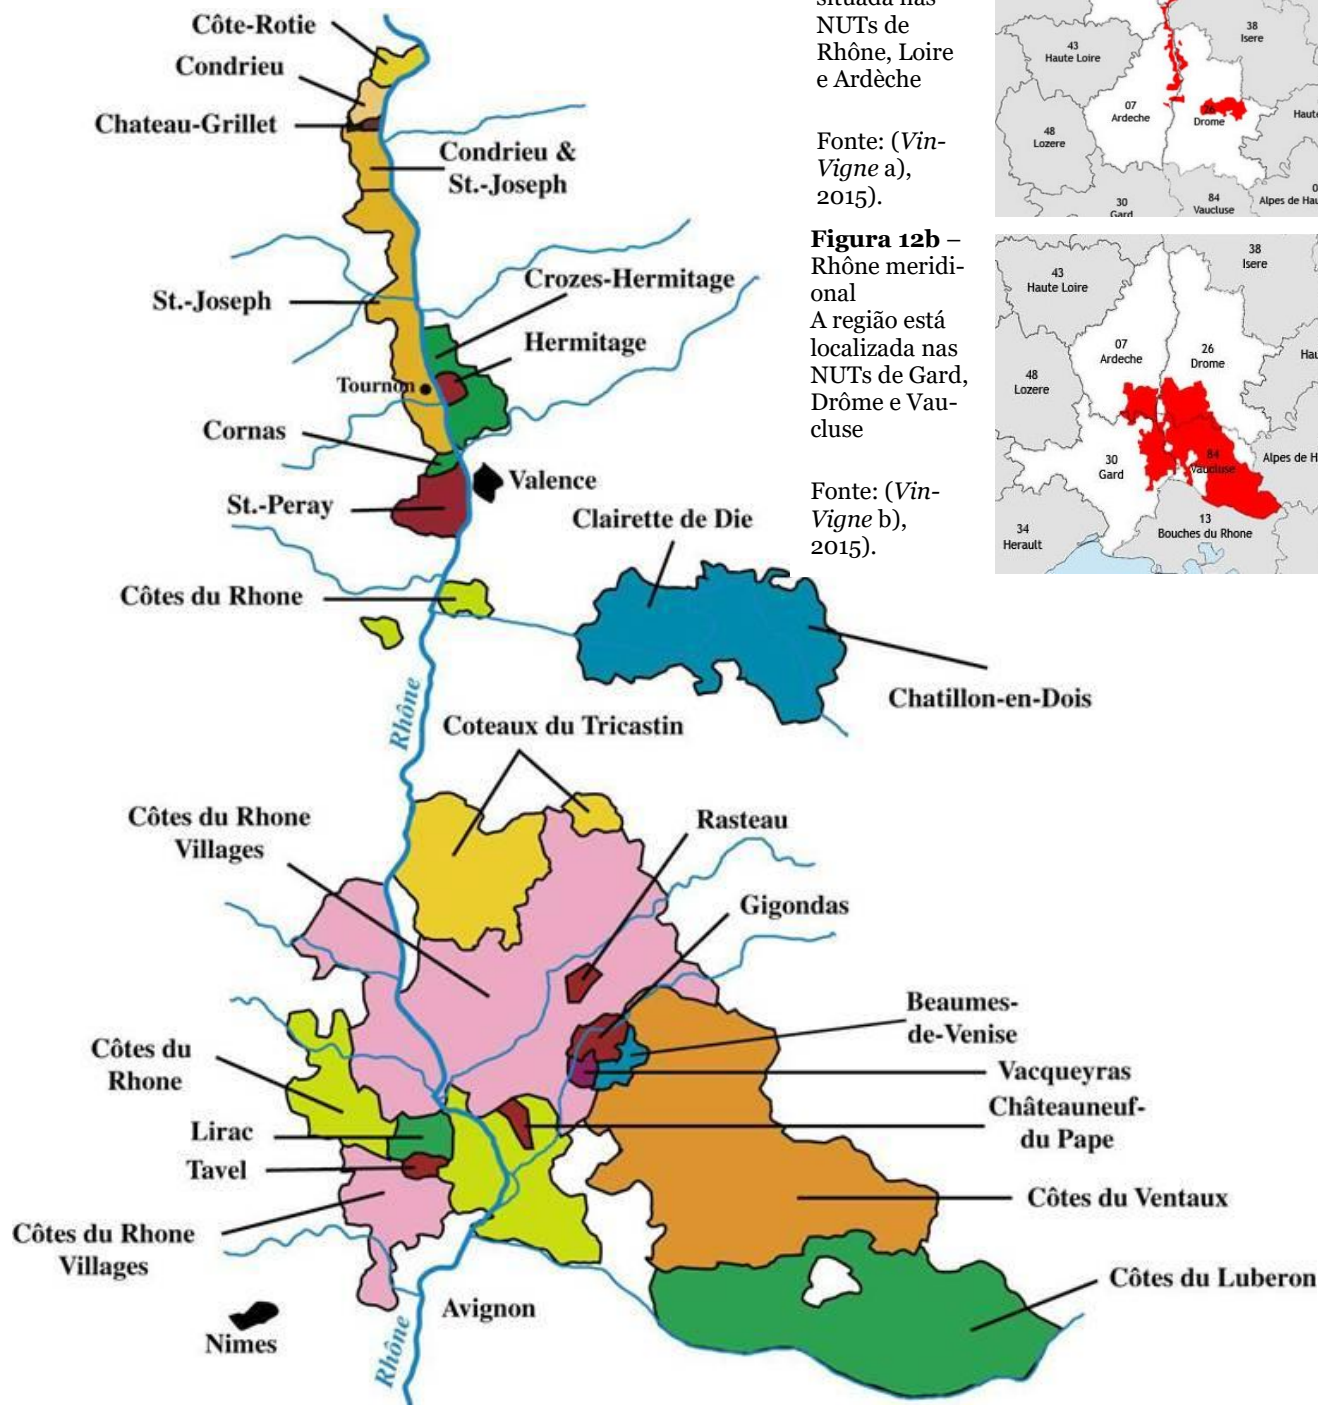 Côte-Rotie
Condrieu
Chateau-Grillet
Condrieu &
St.-Joseph
St.-Joseph
Crozes-Hermitage
Hermitage
Tournon
Cornas
Valence
St.-Peray
Clairette de Die
Côtes du Rhone
Chatillon-en-Dois
Rhône
Coteaux du Tricastin
Côtes du Rhone
Villages
Rasteau
Gigondas
Beaumes-
de-Venise
Côtes du
Rhone
Vacqueyras
Châteauneuf-
du Pape
Lirac
Tavel
Côtes du Ventaux
Côtes du Rhone
Villages
Côtes du Luberon
Avignon
Nimes
Rhône
situada nas
NUTs de
Rhône, Loire
e Ardèche
Fonte: (Vin-
Vigne a),
2015).
38
Isere
43
Haute Loire
07
Ardeche
26
Drome
Haute
48
Lozere
30
Gard
84
Vaucluse
0
Alpes de Hau
Figura 12b –
Rhône meridi-
onal
A região está
localizada nas
NUTs de Gard,
Drôme e Vau-
cluse
Fonte: (Vin-
Vigne b),
2015).
38
Isere
43
Haute Loire
07
Ardeche
26
Drome
Hau
48
Lozere
30
Gard
84
Vaucluse
Alpes de H
34
Herault
13
Bouches du Rhone